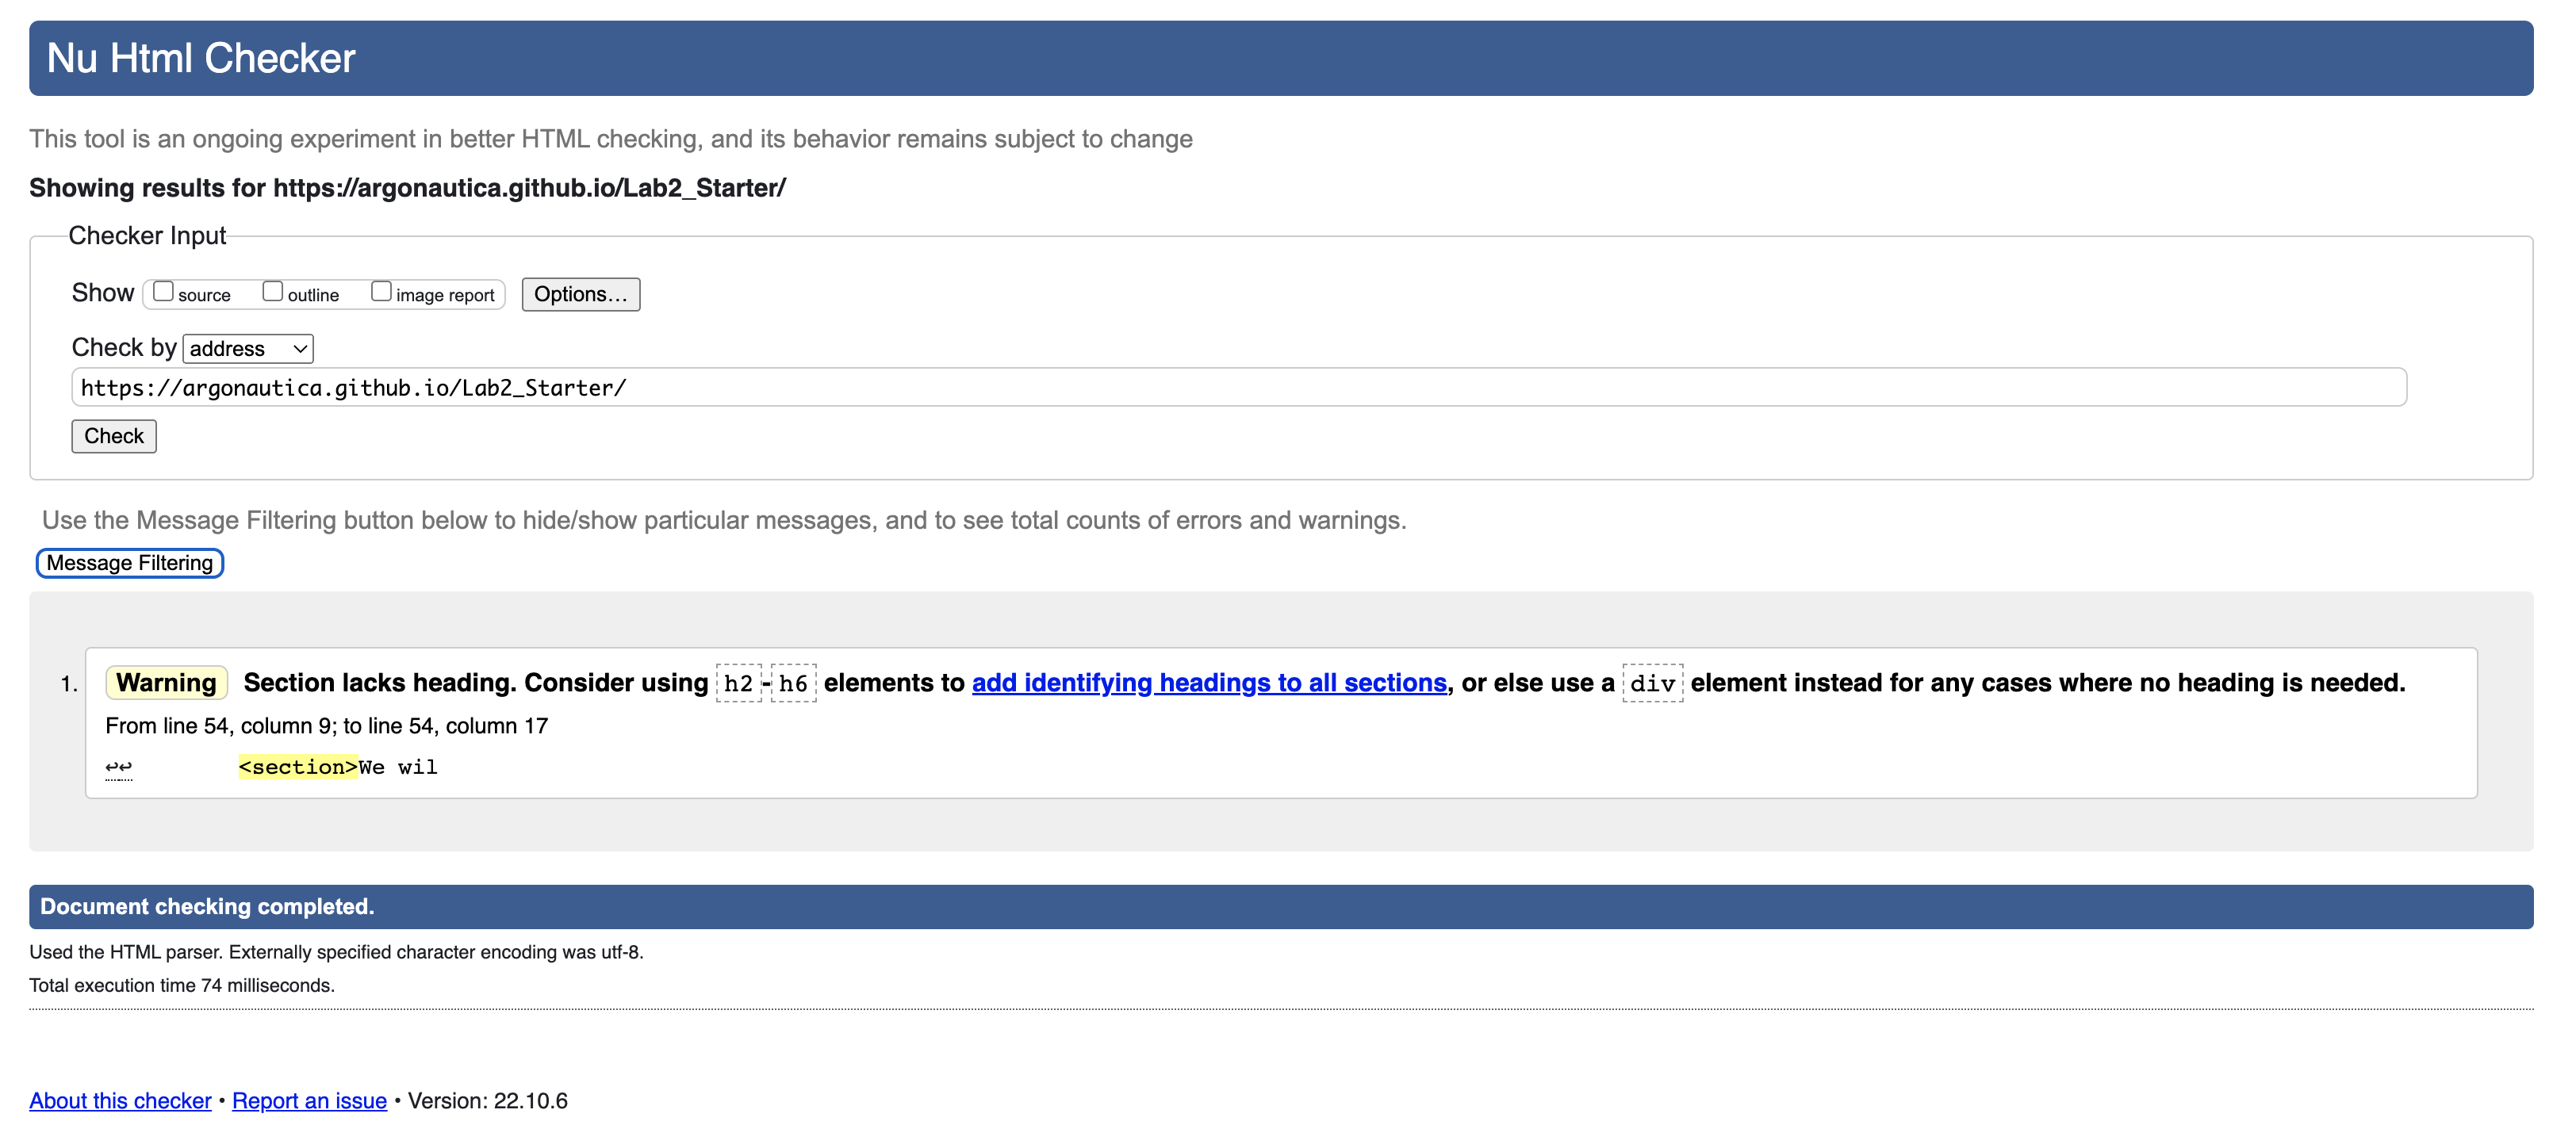 Nu Html Checker
This tool is an ongoing experiment in better HTML checking, and its behavior remains subject to change
Showing results for https://argonautica.github.io/Lab2_Starter/
Checker Input
Show source outline image report Options...
Check by address
https://argonautica.github.io/Lab2_Starter/
Check
Use the Message Filtering button below to hide/show particular messages, and to see total counts of errors and warnings.
Message Filtering
1. Warning Section lacks heading. Consider using h2-h6 elements to add identifying headings to all sections, or else use a div element instead for any cases where no heading is needed.
From line 54, column 9; to line 54, column 17
↩↩ <section>We wil
Document checking completed.
Used the HTML parser. Externally specified character encoding was utf-8.
Total execution time 74 milliseconds.
About this checker • Report an issue • Version: 22.10.6